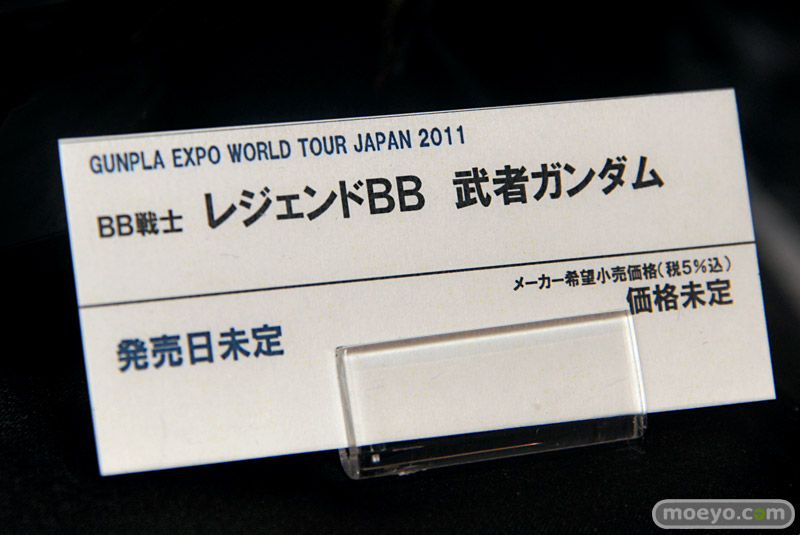 GUNPLA EXPO WORLD TOUR JAPAN 2011
BB戦士 レジェンドBB 武者ガンダム
メーカー希望小売価格(税5%込)
価格未定
発売日未定
moeyo.com